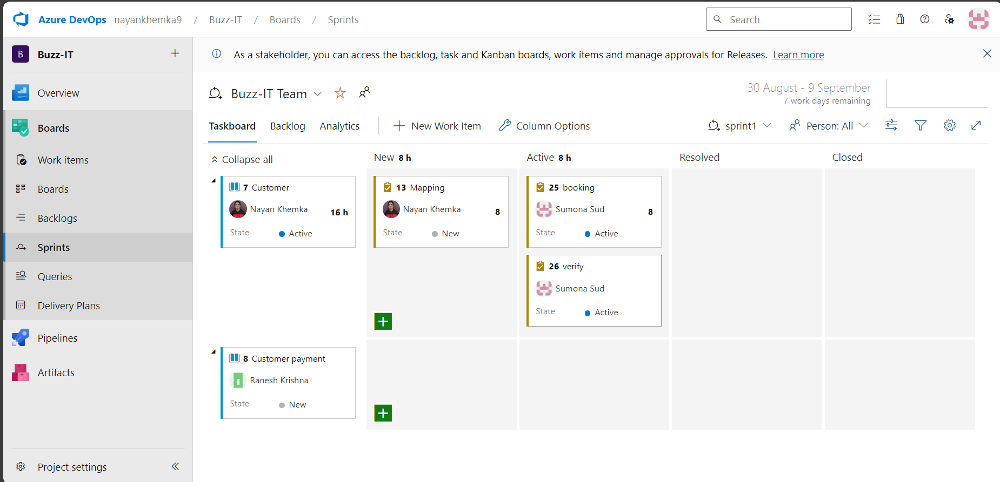 Azure DevOps nayankhemka9 / Buzz-IT / Boards / Sprints
Search
B Buzz-IT
As a stakeholder, you can access the backlog, task and Kanban boards, work items and manage approvals for Releases. Learn more
Overview
Boards
Work items
Boards
Backlogs
Sprints
Queries
Delivery Plans
Pipelines
Artifacts
Project settings
Buzz-IT Team
30 August - 9 September
7 work days remaining
Taskboard Backlog Analytics New Work Item Column Options
sprint1 Person: All
Collapse all
New 8 h
Active 8 h
Resolved
Closed
7 Customer
Nayan Khemka
16 h
State Active
13 Mapping
Nayan Khemka
8
State New
25 booking
Sumona Sud
8
State Active
26 verify
Sumona Sud
State Active
8 Customer payment
Ranesh Krishna
State New